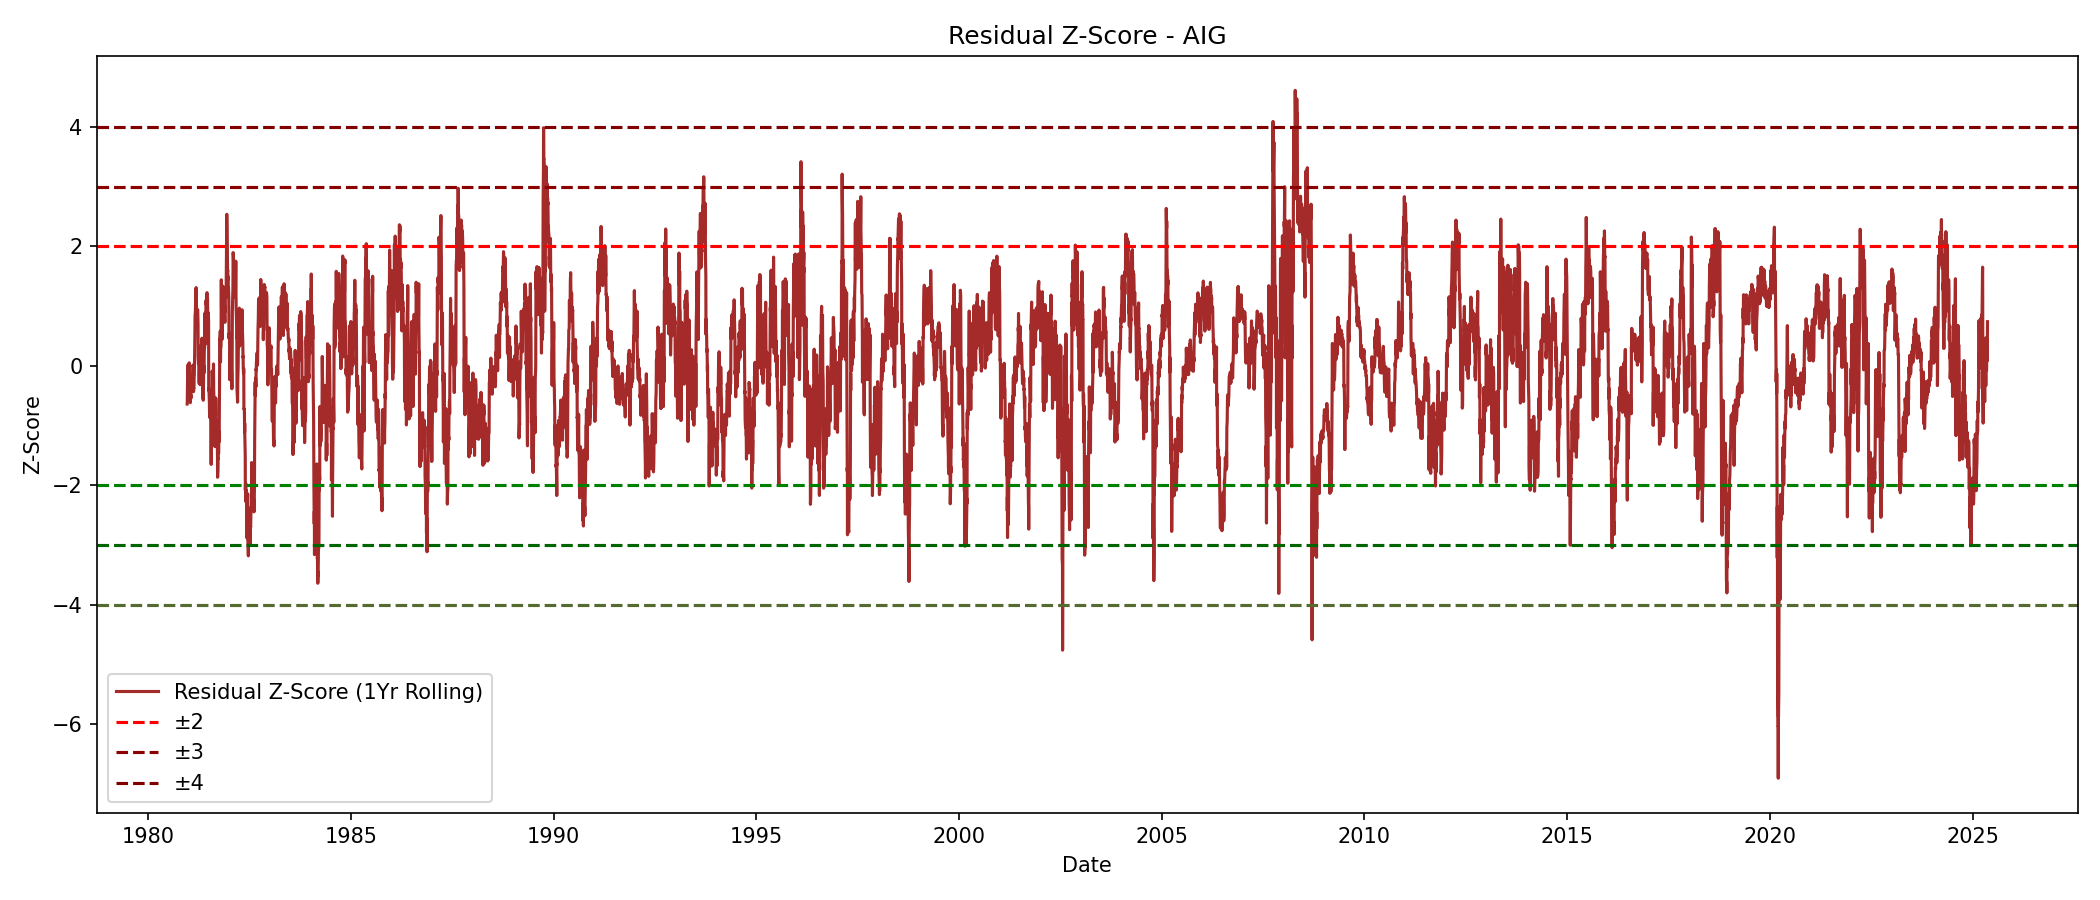 Residual Z-Score - AIG
Z-Score
4
2
0
−2
−4
−6
Residual Z-Score (1Yr Rolling)
±2
±3
±4
1980 1985 1990 1995 2000 2005 2010 2015 2020 2025
Date